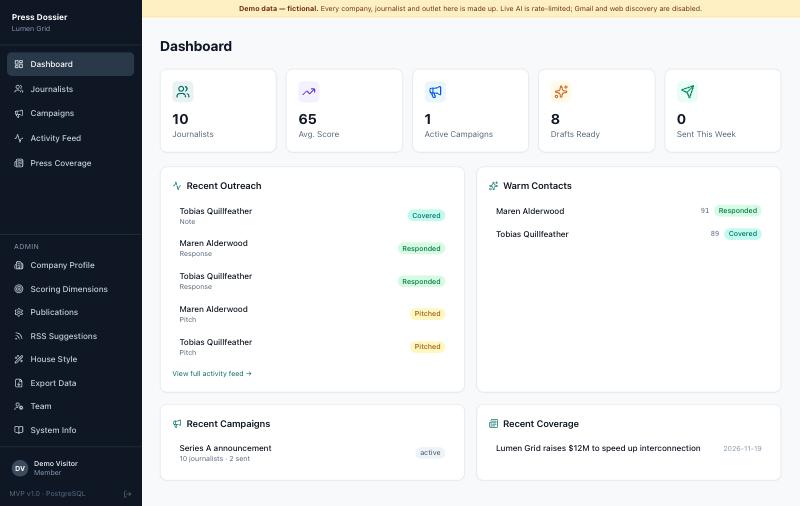 Press Dossier
Lumen Grid
Dashboard
Journalists
Campaigns
Activity Feed
Press Coverage
ADMIN
Company Profile
Scoring Dimensions
Publications
RSS Suggestions
House Style
Export Data
Team
System Info
DV
Demo Visitor
Member
MVP v1.0 · PostgreSQL
Demo data — fictional. Every company, journalist and outlet here is made up. Live AI is rate-limited; Gmail and web discovery are disabled.
Dashboard
10
Journalists
65
Avg. Score
1
Active Campaigns
8
Drafts Ready
0
Sent This Week
Recent Outreach
Tobias Quillfeather
Note
Covered
Maren Alderwood
Response
Responded
Tobias Quillfeather
Response
Responded
Maren Alderwood
Pitch
Pitched
Tobias Quillfeather
Pitch
Pitched
View full activity feed →
Warm Contacts
Maren Alderwood 91 Responded
Tobias Quillfeather 89 Covered
Recent Campaigns
Series A announcement
10 journalists · 2 sent
active
Recent Coverage
Lumen Grid raises $12M to speed up interconnection 2026-11-19